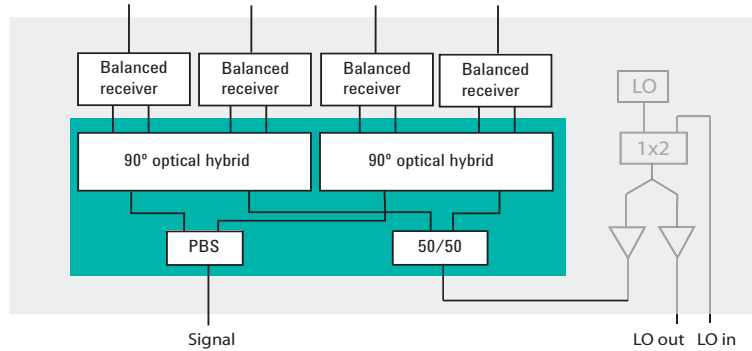 Balanced
receiver
Balanced
receiver
Balanced
receiver
Balanced
receiver
LO
1x2
90º optical hybrid
90º optical hybrid
PBS
50/50
Signal
LO out
LO in